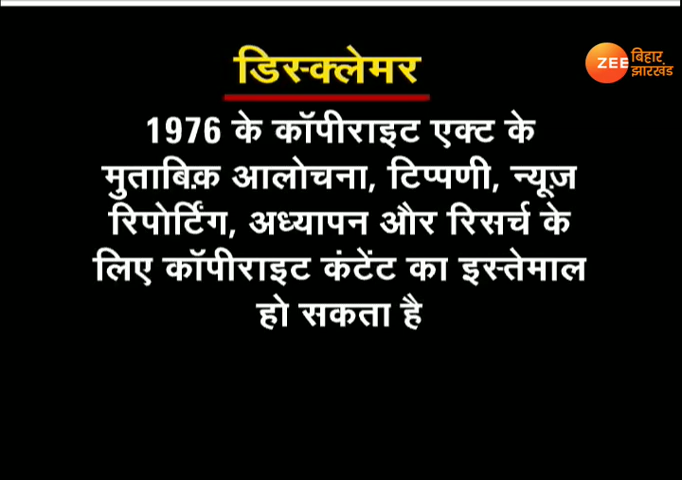 डिस्क्लेमर
ZEE बिहार
झारखंड
1976 के कॉपीराइट एक्ट के
मुताबिक़ आलोचना, टिप्पणी, न्यूज़
रिपोर्टिंग, अध्यापन और रिसर्च के
लिए कॉपीराइट कंटेंट का इस्तेमाल
हो सकता है